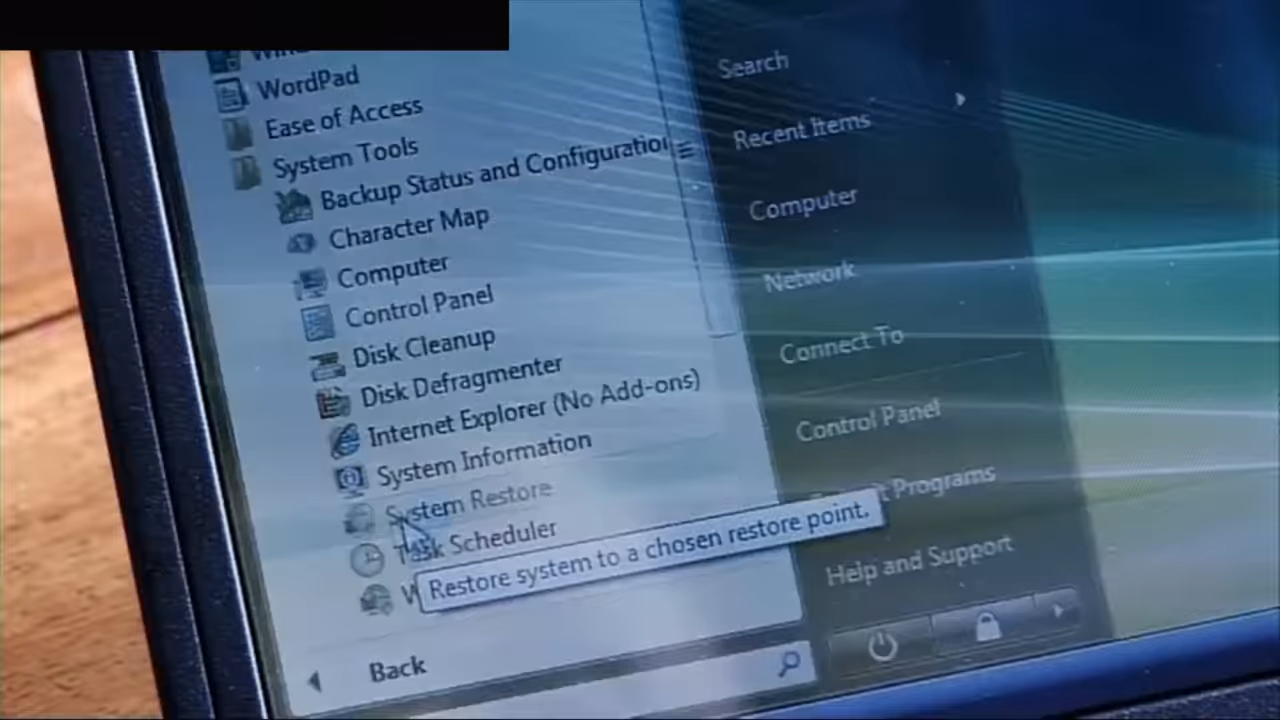 WordPad
Ease of Access
System Tools
Backup Status and Configuration
Character Map
Computer
Control Panel
Disk Cleanup
Disk Defragmenter
Internet Explorer (No Add-ons)
System Information
System Restore
Task Scheduler
Restore system to a chosen restore point.
Back
Search
Recent Items
Computer
Network
Connect To
Control Panel
Programs
Help and Support